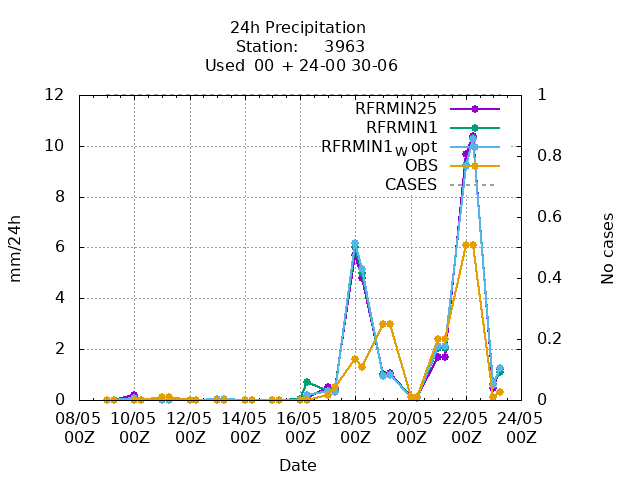 24h Precipitation
Station: 3963
Used 00 + 24-00 30-06
12 1
RFRMIN25
RFRMIN1
10
RFRMIN1w opt
0.8
OBS
8 CASES
0.6
6
mm/24h
No cases
4 0.4
2 0.2
0 0
08/05 10/05 12/05 14/05 16/05 18/05 20/05 22/05 24/05
00Z 00Z 00Z 00Z 00Z 00Z 00Z 00Z 00Z
Date